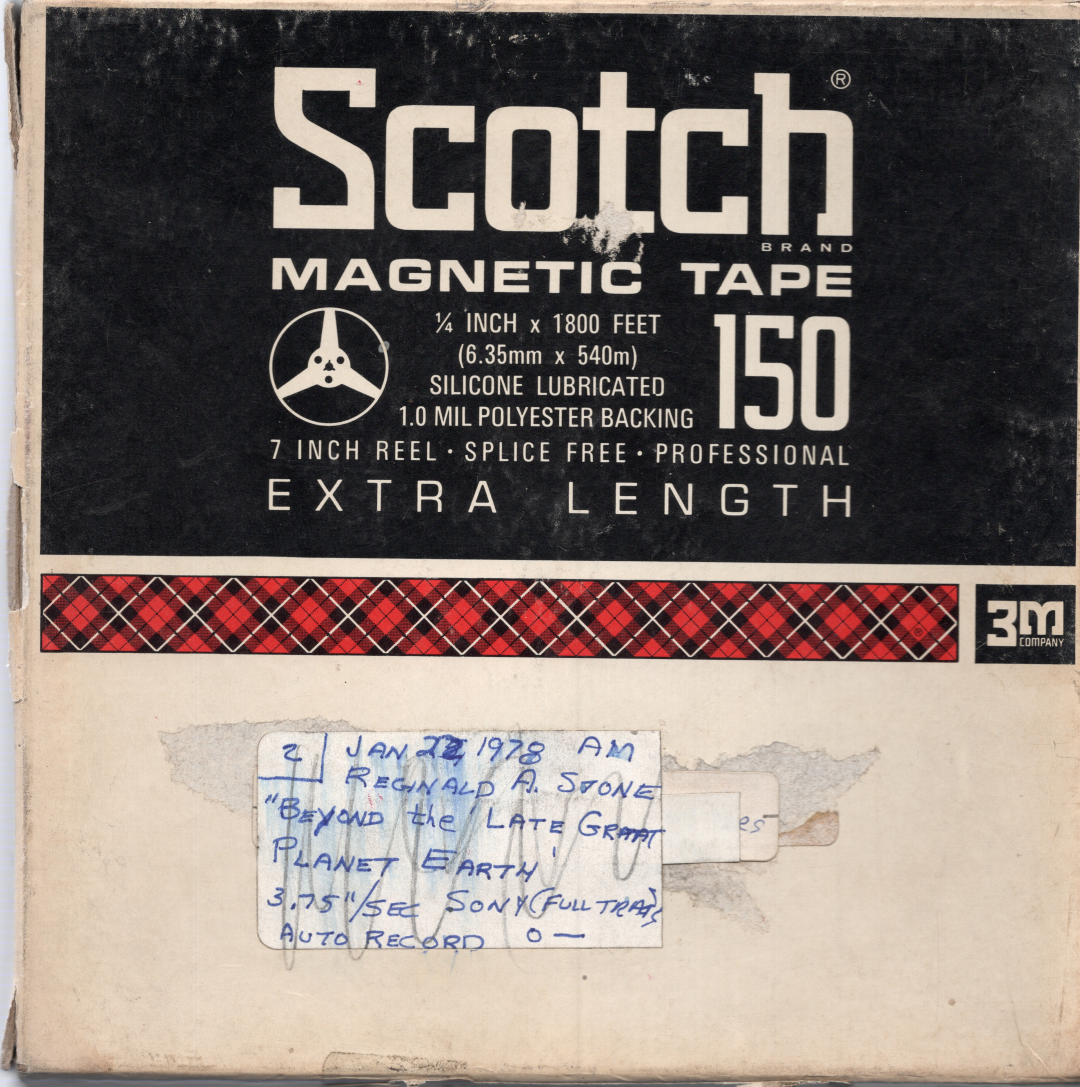 Scotch®
BRAND
MAGNETIC TAPE
¼ INCH x 1800 FEET
(6.35mm x 540m)
SILICONE LUBRICATED
1.0 MIL POLYESTER BACKING
150
7 INCH REEL · SPLICE FREE · PROFESSIONAL
EXTRA LENGTH
3M
COMPANY
2 JAN 22 1978 AM
REGINALD A. STONE
"BEYOND the 'LATE GREAT
PLANET EARTH'
3.75"/SEC SONY (FULL
AUTO RECORD 0 —
es